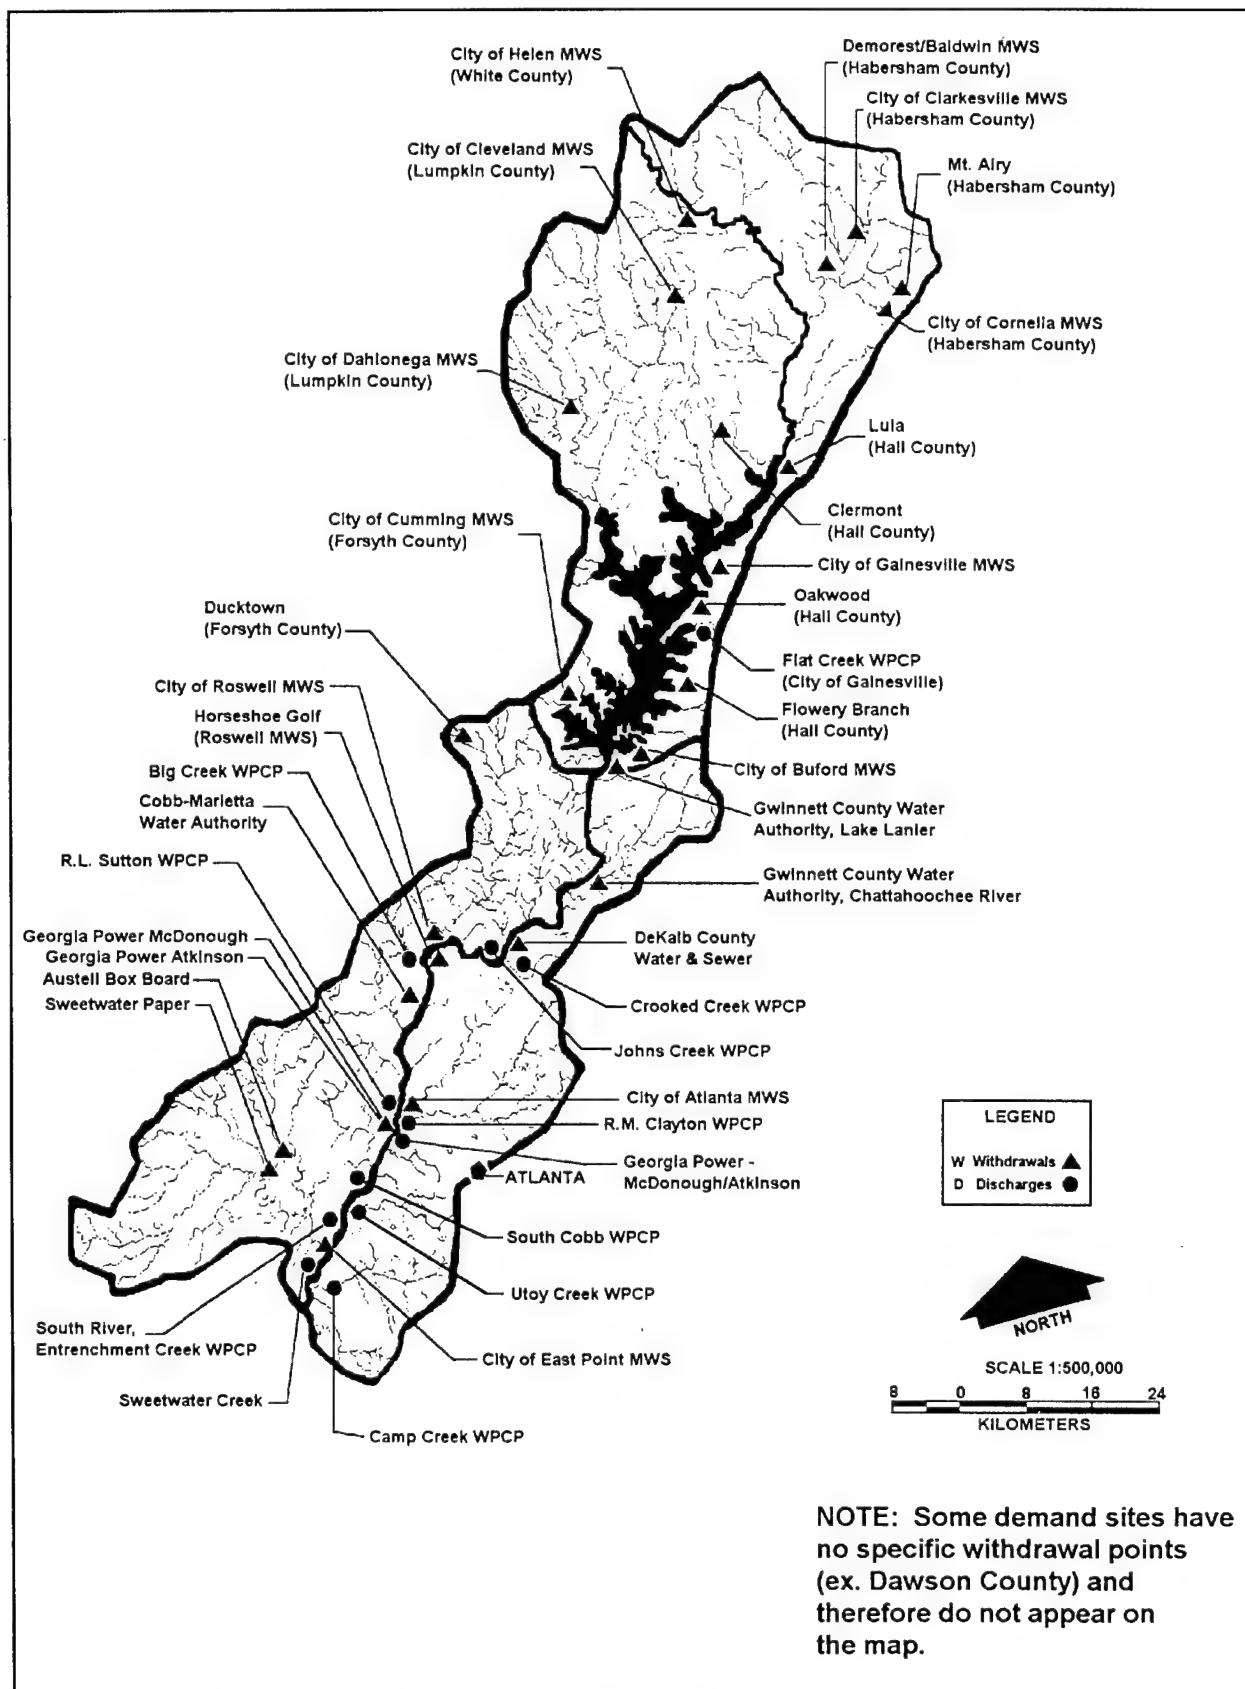 City of Helen MWS
(White County)
Demorest/Baldwin MWS
(Habersham County)
City of Clarkesville MWS
(Habersham County)
City of Cleveland MWS
(Lumpkin County)
Mt. Airy
(Habersham County)
City of Cornelia MWS
(Habersham County)
City of Dahlonega MWS
(Lumpkin County)
Lula
(Hall County)
Clermont
(Hall County)
City of Cumming MWS
(Forsyth County)
City of Gainesville MWS
Oakwood
(Hall County)
Ducktown
(Forsyth County)
Flat Creek WPCP
(City of Gainesville)
City of Roswell MWS
Flowery Branch
(Hall County)
Horseshoe Golf
(Roswell MWS)
Big Creek WPCP
City of Buford MWS
Cobb-Marietta
Water Authority
Gwinnett County Water
Authority, Lake Lanier
R.L. Sutton WPCP
Gwinnett County Water
Authority, Chattahoochee River
Georgia Power McDonough
Georgia Power Atkinson
Austell Box Board
Sweetwater Paper
DeKalb County
Water & Sewer
Crooked Creek WPCP
Johns Creek WPCP
City of Atlanta MWS
R.M. Clayton WPCP
Georgia Power -
McDonough/Atkinson
ATLANTA
South Cobb WPCP
Utoy Creek WPCP
South River,
Entrenchment Creek WPCP
City of East Point MWS
Sweetwater Creek
Camp Creek WPCP
LEGEND
W Withdrawals
D Discharges
NORTH
SCALE 1:500,000
8 0 8 16 24
KILOMETERS
NOTE: Some demand sites have
no specific withdrawal points
(ex. Dawson County) and
therefore do not appear on
the map.